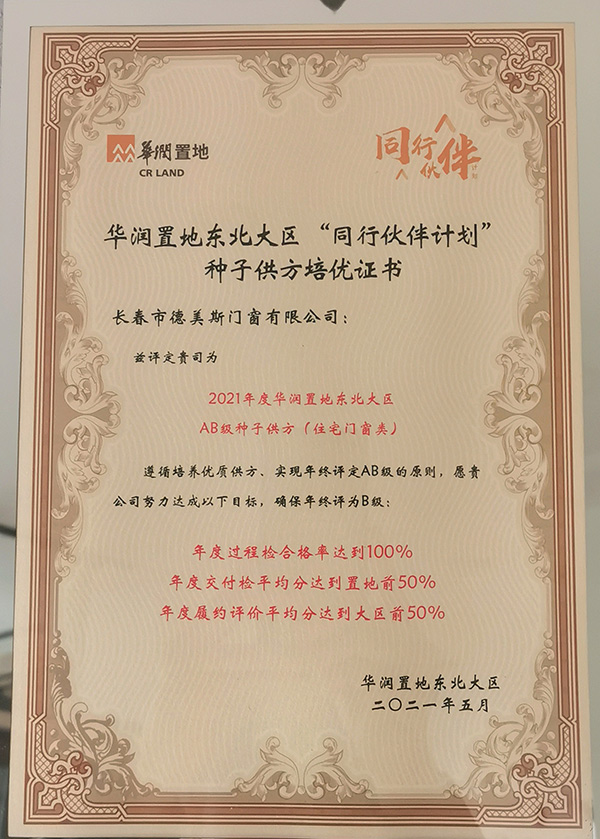 華潤置地
CR LAND
同行伙伴
计划
华润置地东北大区 “同行伙伴计划”
种子供方培优证书
长春市德美斯门窗有限公司：
兹评定贵司为
2021年度华润置地东北大区
AB级种子供方（住宅门窗类）
遵循培养优质供方、实现年终评定AB级的原则，愿贵
公司努力达成以下目标，确保年终评为B级：
年度过程检合格率达到100%
年度交付检平均分达到置地前50%
年度履约评价平均分达到大区前50%
华润置地东北大区
二〇二一年五月